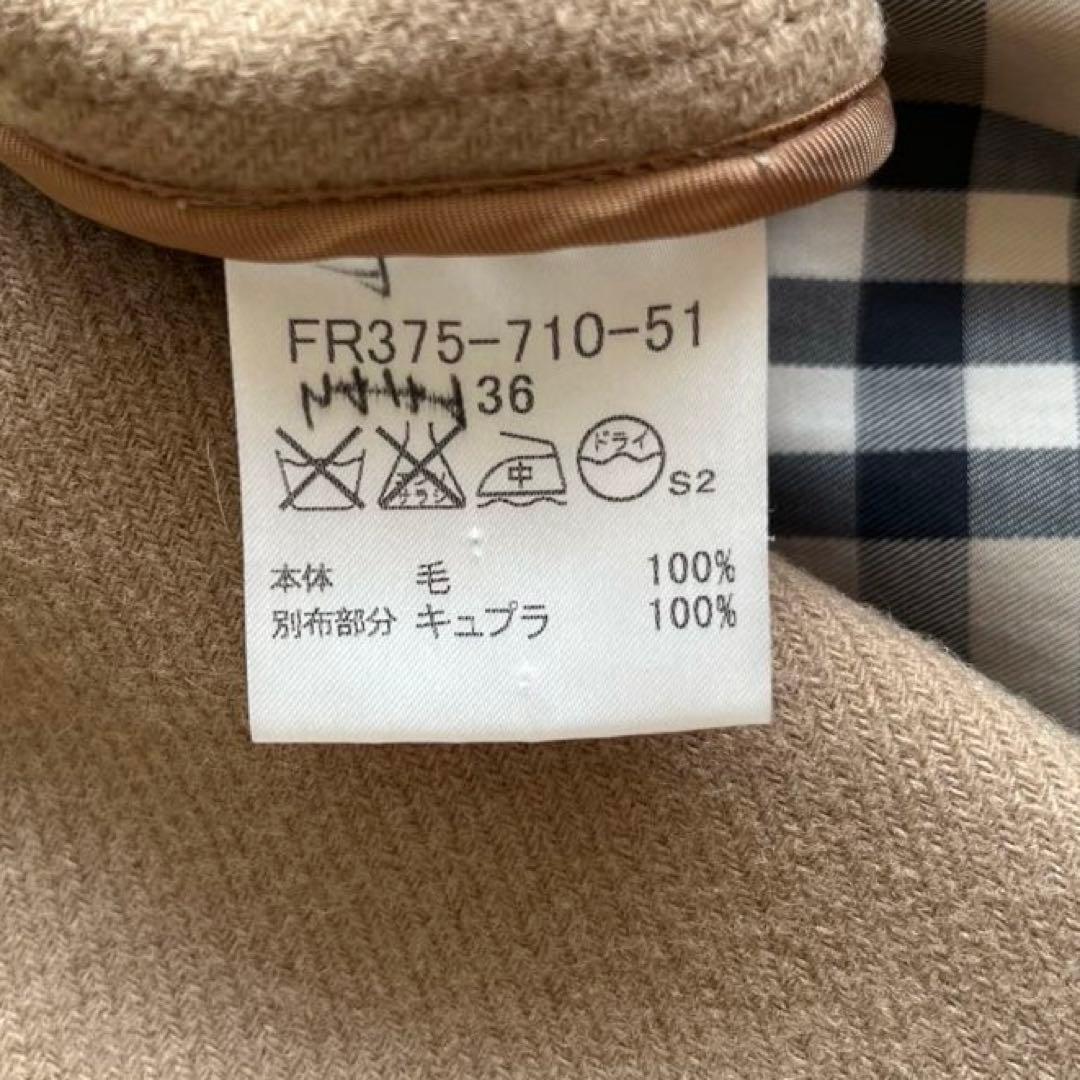 FR375-710-51
36
中 ドライ S2
本体 毛 100%
別布部分 キュプラ 100%